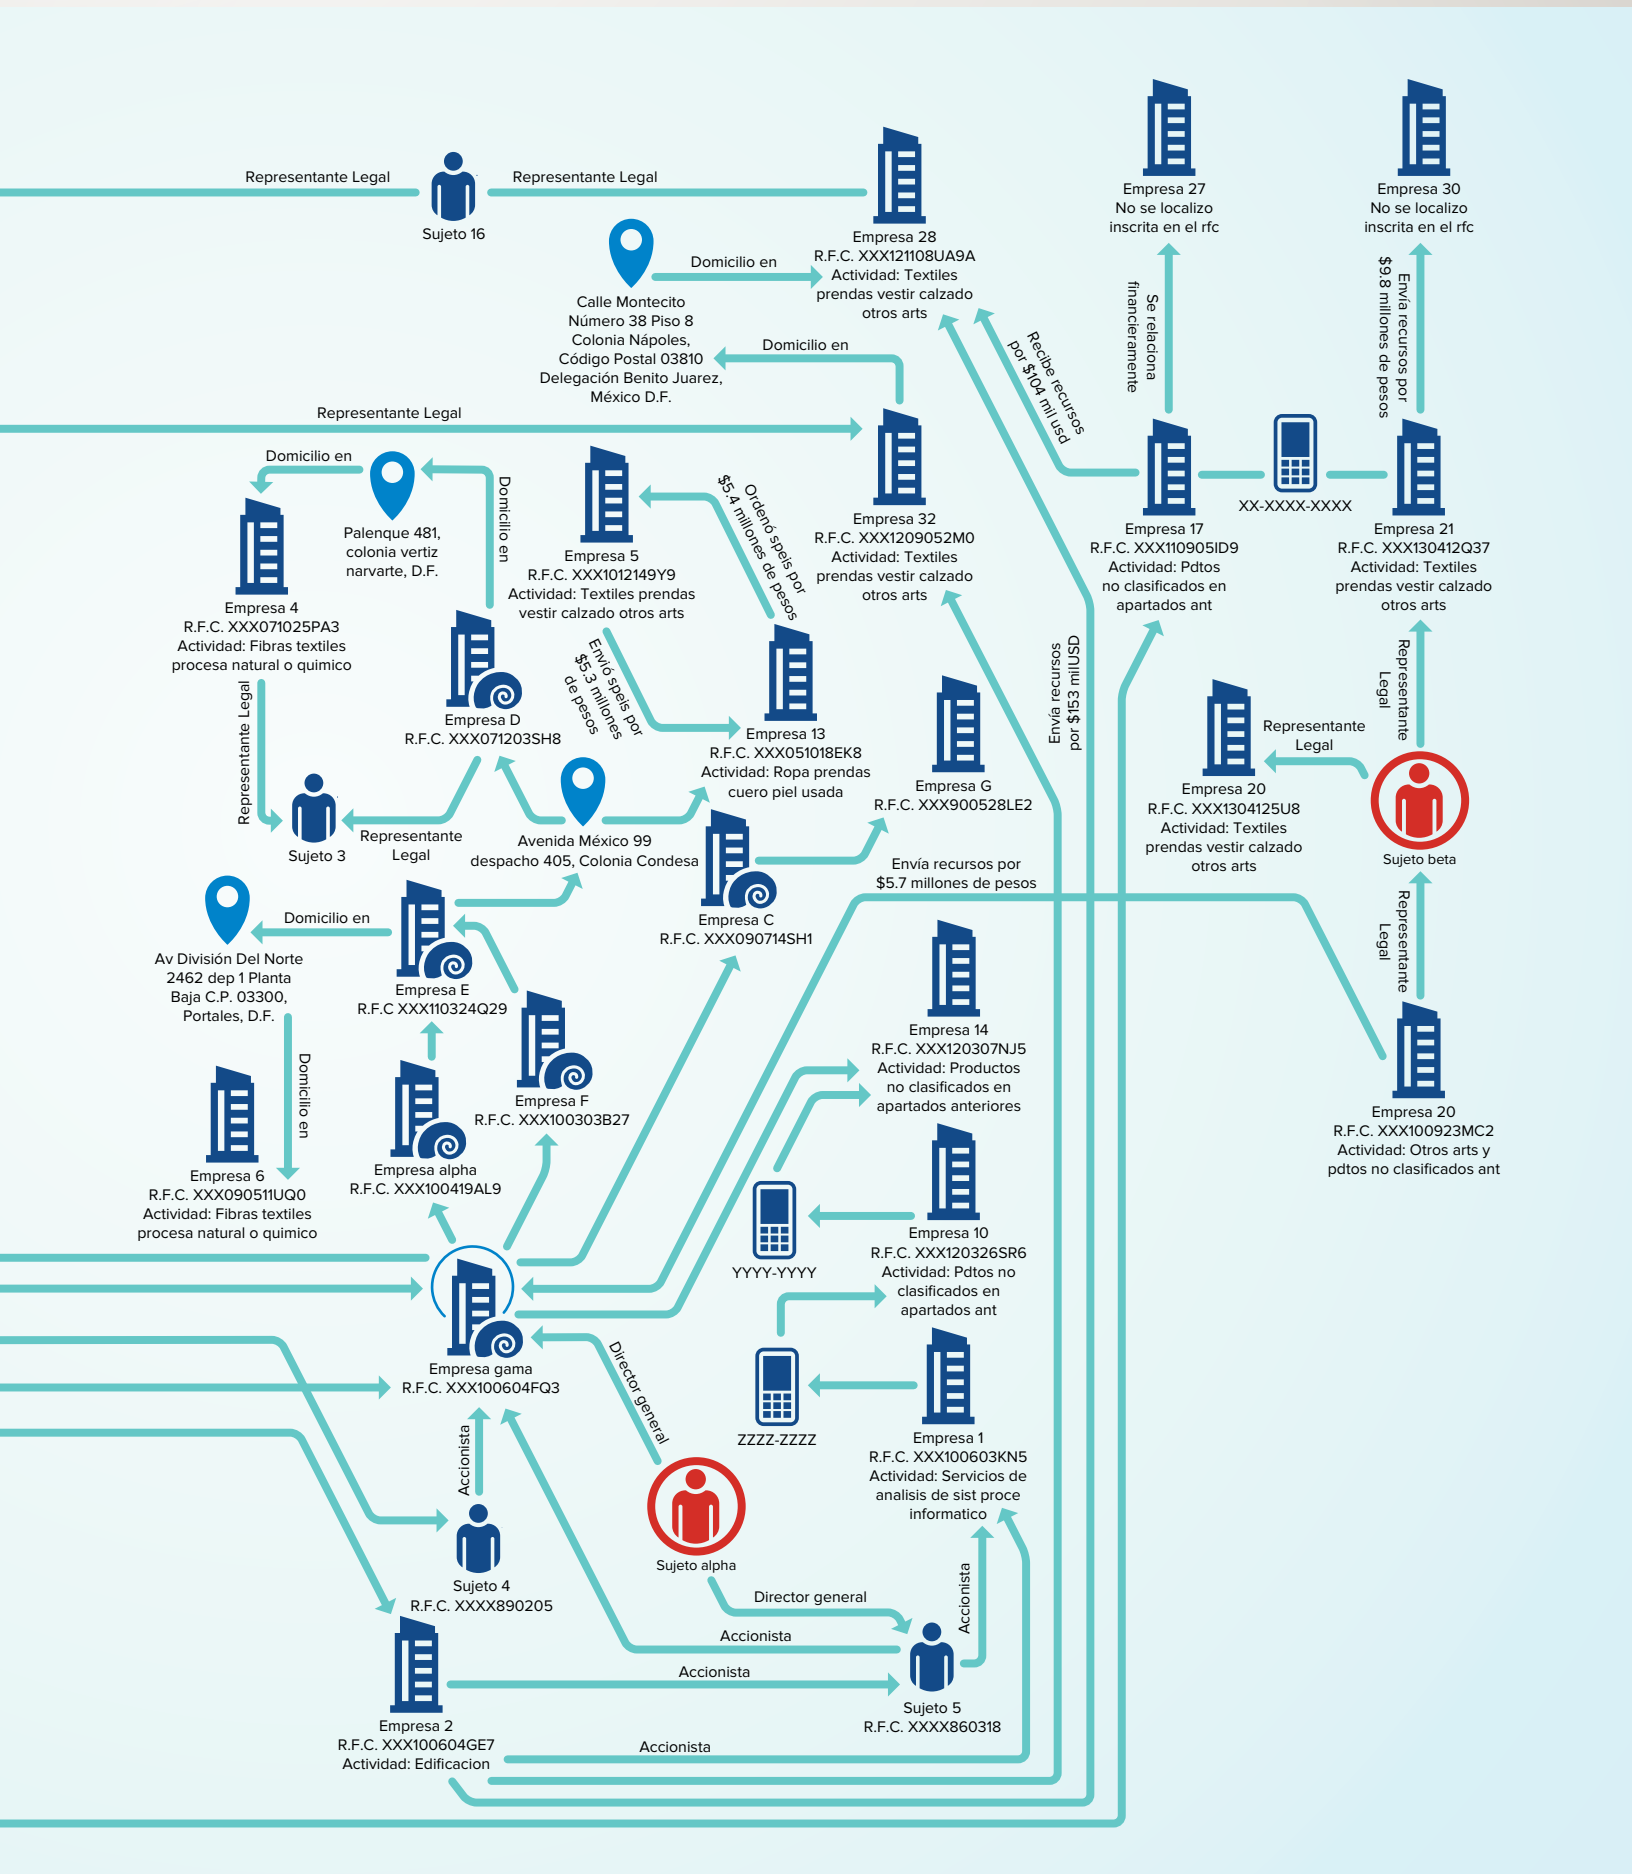 Representante Legal
Sujeto 16
Representante Legal
Empresa 28
R.F.C. XXX121108UA9A
Actividad: Textiles
prendas vestir calzado
otros arts
Empresa 27
No se localizo
inscrita en el rfc
Empresa 30
No se localizo
inscrita en el rfc
Domicilio en
Calle Montecito
Número 38 Piso 8
Colonia Nápoles,
Código Postal 03810
Delegación Benito Juarez,
México D.F.
Domicilio en
Recibe recursos
por $104 mil usd
Se relaciona
financieramente
Envía recursos por
$9.8 millones de pesos
Representante Legal
Domicilio en
Palenque 481,
colonia vertiz
narvarte, D.F.
Domicilio en
Empresa 4
R.F.C. XXX071025PA3
Actividad: Fibras textiles
procesa natural o quimico
Empresa 5
R.F.C. XXX1012149Y9
Actividad: Textiles prendas
vestir calzado otros arts
Ordenó speis por
$5.4 millones de pesos
Empresa 32
R.F.C. XXX1209052M0
Actividad: Textiles
prendas vestir calzado
otros arts
Empresa 17
R.F.C. XXX110905ID9
Actividad: Pdtos
no clasificados en
apartados ant
XX-XXXX-XXXX
Empresa 21
R.F.C. XXX130412Q37
Actividad: Textiles
prendas vestir calzado
otros arts
Representante Legal
Empresa D
R.F.C. XXX071203SH8
Envió speis por
$5.3 millones
de pesos
Empresa 13
R.F.C. XXX051018EK8
Actividad: Ropa prendas
cuero piel usada
Empresa G
R.F.C. XXX900528LE2
Envía recursos
por $153 milUSD
Representante
Legal
Representante
Legal
Empresa 20
R.F.C. XXX1304125U8
Actividad: Textiles
prendas vestir calzado
otros arts
Sujeto beta
Sujeto 3
Representante
Legal
Avenida México 99
despacho 405, Colonia Condesa
Empresa C
R.F.C. XXX090714SH1
Envía recursos por
$5.7 millones de pesos
Representante
Legal
Av División Del Norte
2462 dep 1 Planta
Baja C.P. 03300,
Portales, D.F.
Domicilio en
Empresa E
R.F.C XXX110324Q29
Domicilio en
Empresa 6
R.F.C. XXX090511UQ0
Actividad: Fibras textiles
procesa natural o quimico
Empresa alpha
R.F.C. XXX100419AL9
Empresa F
R.F.C. XXX100303B27
Empresa 14
R.F.C. XXX120307NJ5
Actividad: Productos
no clasificados en
apartados anteriores
Empresa 20
R.F.C. XXX100923MC2
Actividad: Otros arts y
pdtos no clasificados ant
YYYY-YYYY
Empresa 10
R.F.C. XXX120326SR6
Actividad: Pdtos no
clasificados en
apartados ant
Empresa gama
R.F.C. XXX100604FQ3
Director general
ZZZZ-ZZZZ
Empresa 1
R.F.C. XXX100603KN5
Actividad: Servicios de
analisis de sist proce
informatico
Accionista
Sujeto 4
R.F.C. XXXX890205
Sujeto alpha
Director general
Accionista
Accionista
Accionista
Sujeto 5
R.F.C. XXXX860318
Empresa 2
R.F.C. XXX100604GE7
Actividad: Edificacion
Accionista